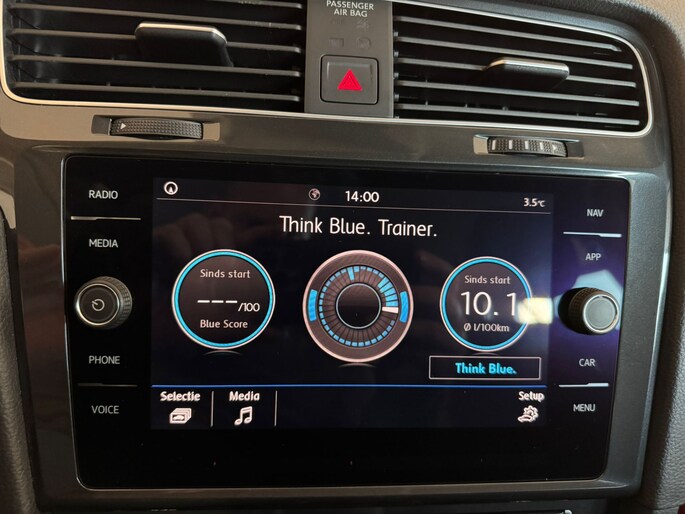 PASSENGER
AIR BAG
RADIO
MEDIA
PHONE
VOICE
14:00
3.5°C
Think Blue. Trainer.
Sinds start
---/100
Blue Score
Sinds start
10.1
Ø l/100km
Think Blue.
Selectie
Media
Setup
NAV
APP
CAR
MENU